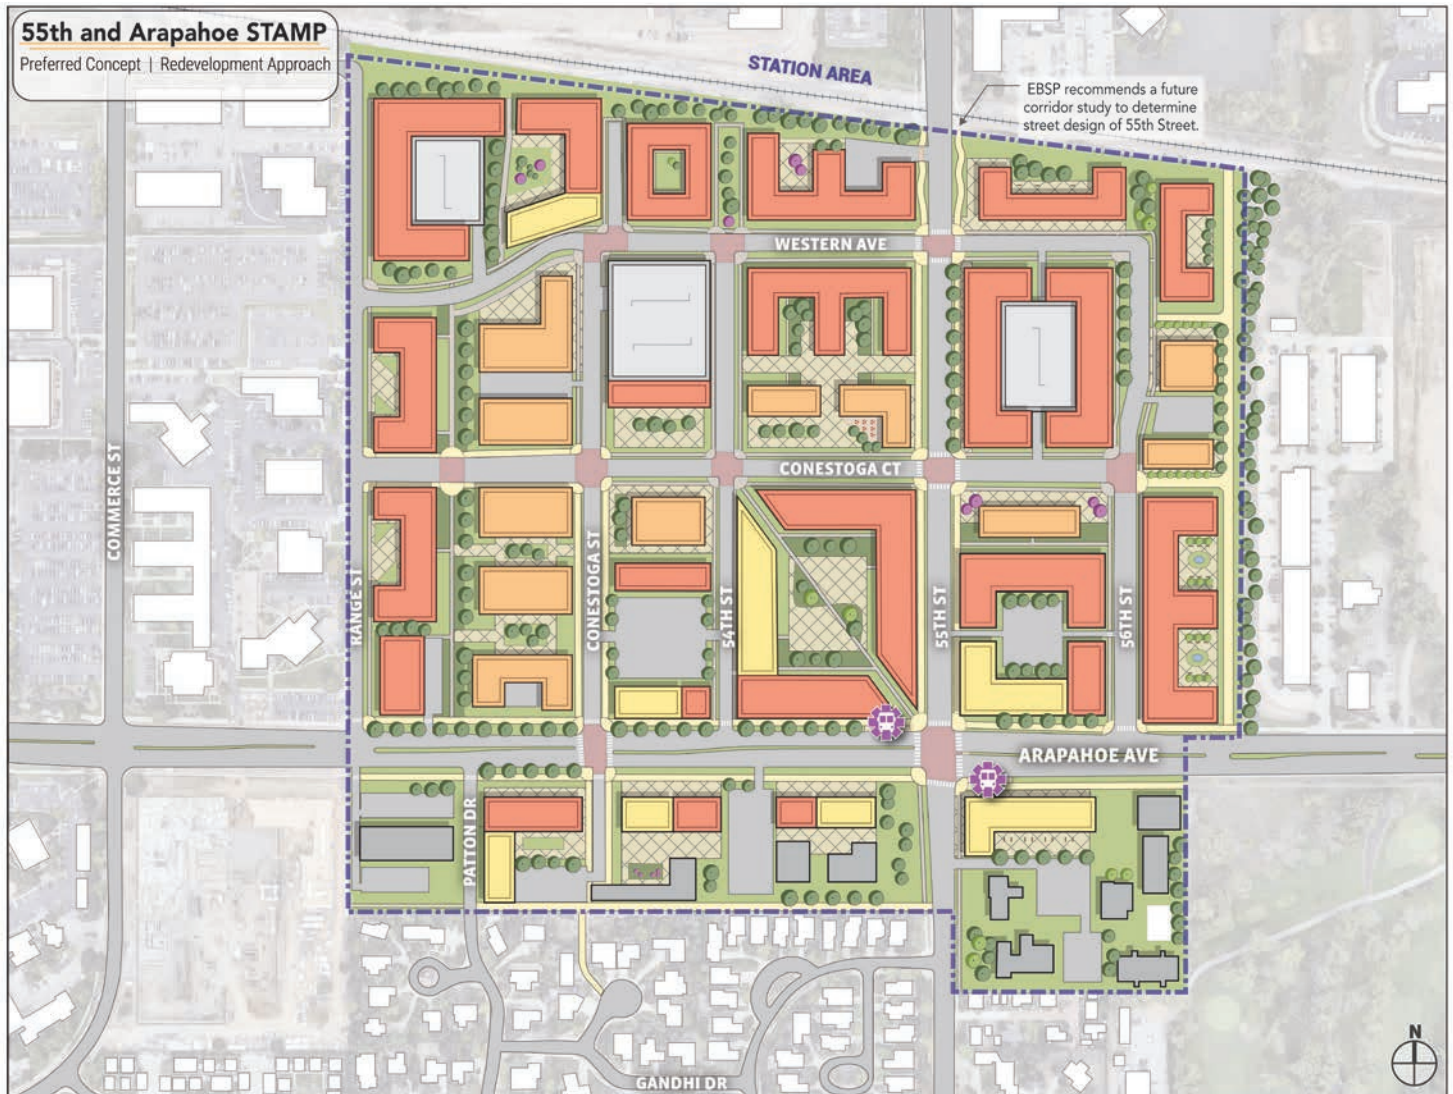 55th and Arapahoe STAMP
Preferred Concept | Redevelopment Approach
STATION AREA
EBSP recommends a future
corridor study to determine
street design of 55th Street.
WESTERN AVE
CONESTOGA CT
COMMERCE ST
RANGE ST
CONESTOGA ST
54TH ST
55TH ST
56TH ST
ARAPAHOE AVE
PATTON DR
GANDHI DR
N